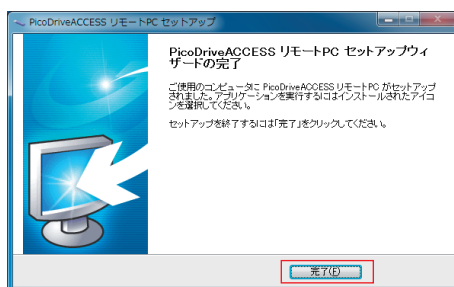 PicoDriveACCESS リモートPC セットアップ
PicoDriveACCESS リモートPC セットアップウィ
ザードの完了
ご使用のコンピュータに PicoDriveACCESS リモートPC がセットアップ
されました。アプリケーションを実行するにはインストールされたアイコ
ンを選択してください。
セットアップを終了するには「完了」をクリックしてください。
完了(F)